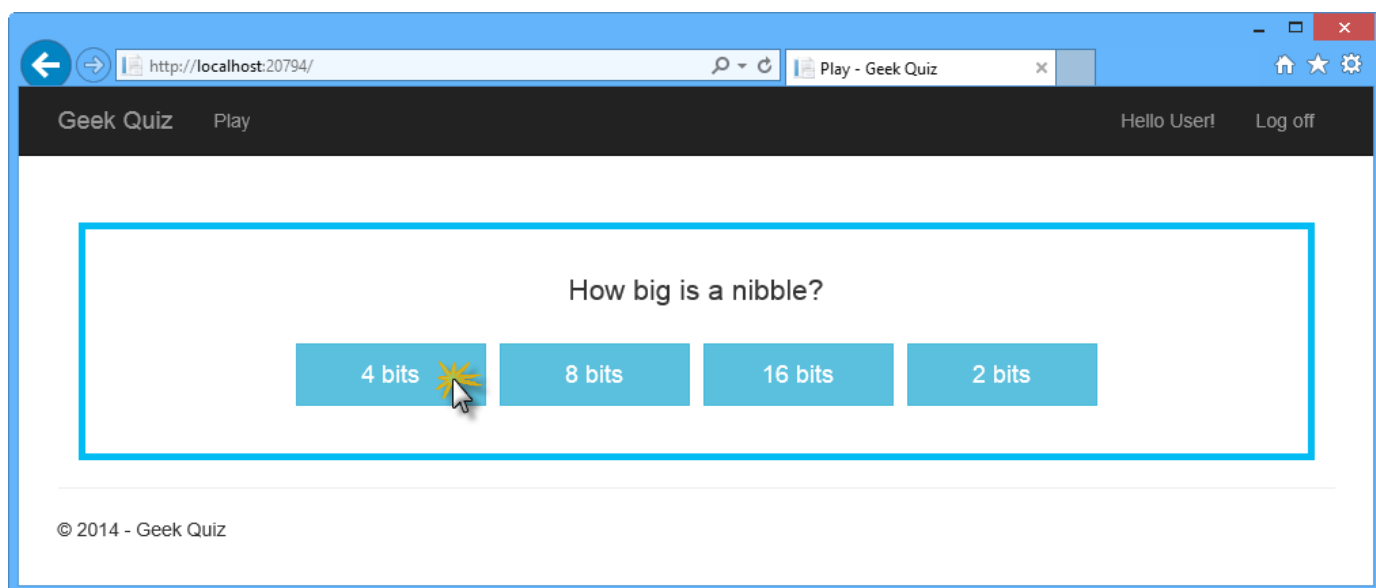 http://localhost:20794/
Play - Geek Quiz
Geek Quiz Play Hello User! Log off
How big is a nibble?
4 bits 8 bits 16 bits 2 bits
© 2014 - Geek Quiz